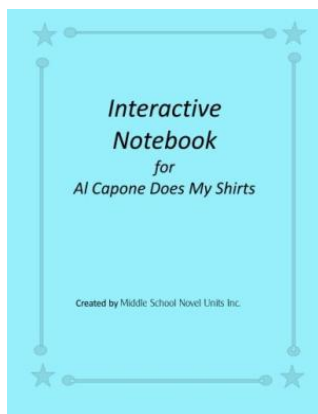 Interactive
Notebook
for
Al Capone Does My Shirts
Created by Middle School Novel Units Inc.